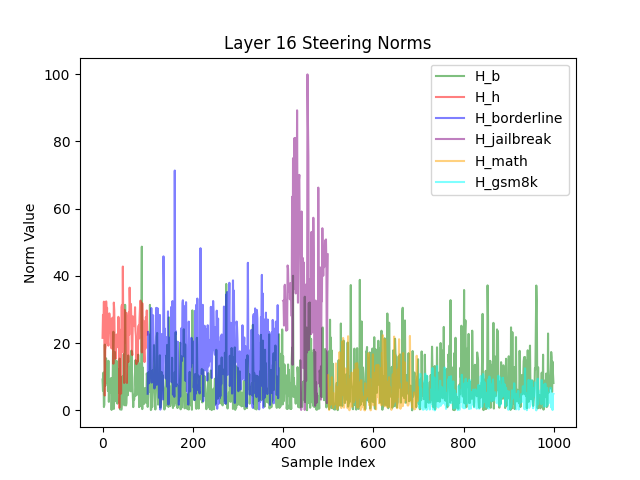 Layer 16 Steering Norms
H_b
H_h
H_borderline
H_jailbreak
H_math
H_gsm8k
Norm Value
100
80
60
40
20
0
0 200 400 600 800 1000
Sample Index